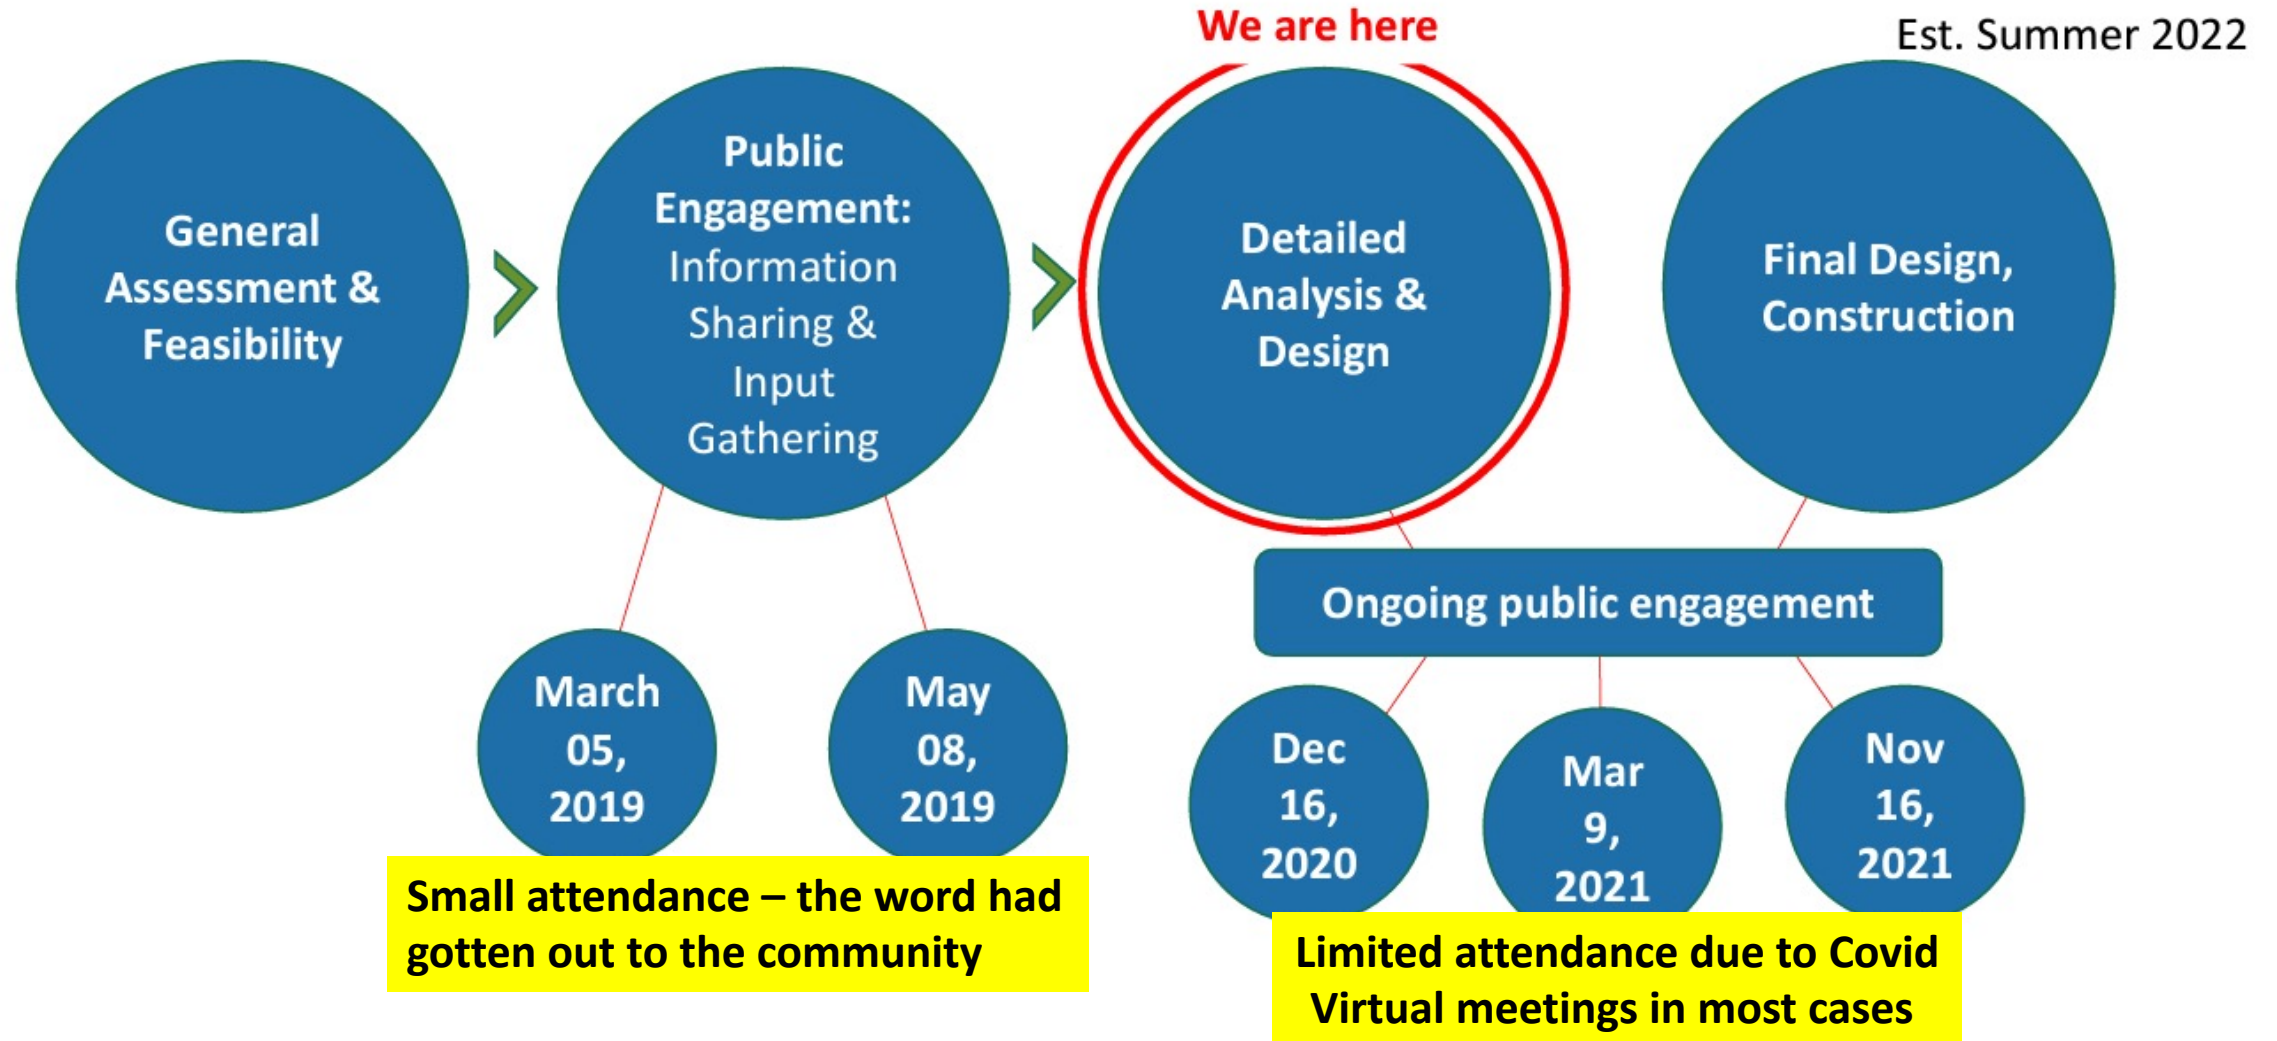 We are here
Est. Summer 2022
General
Assessment &
Feasibility
Public
Engagement:
Information
Sharing &
Input
Gathering
Detailed
Analysis &
Design
Final Design,
Construction
Ongoing public engagement
March
05,
2019
May
08,
2019
Dec
16,
2020
Mar
9,
2021
Nov
16,
2021
Small attendance – the word had
gotten out to the community
Limited attendance due to Covid
Virtual meetings in most cases